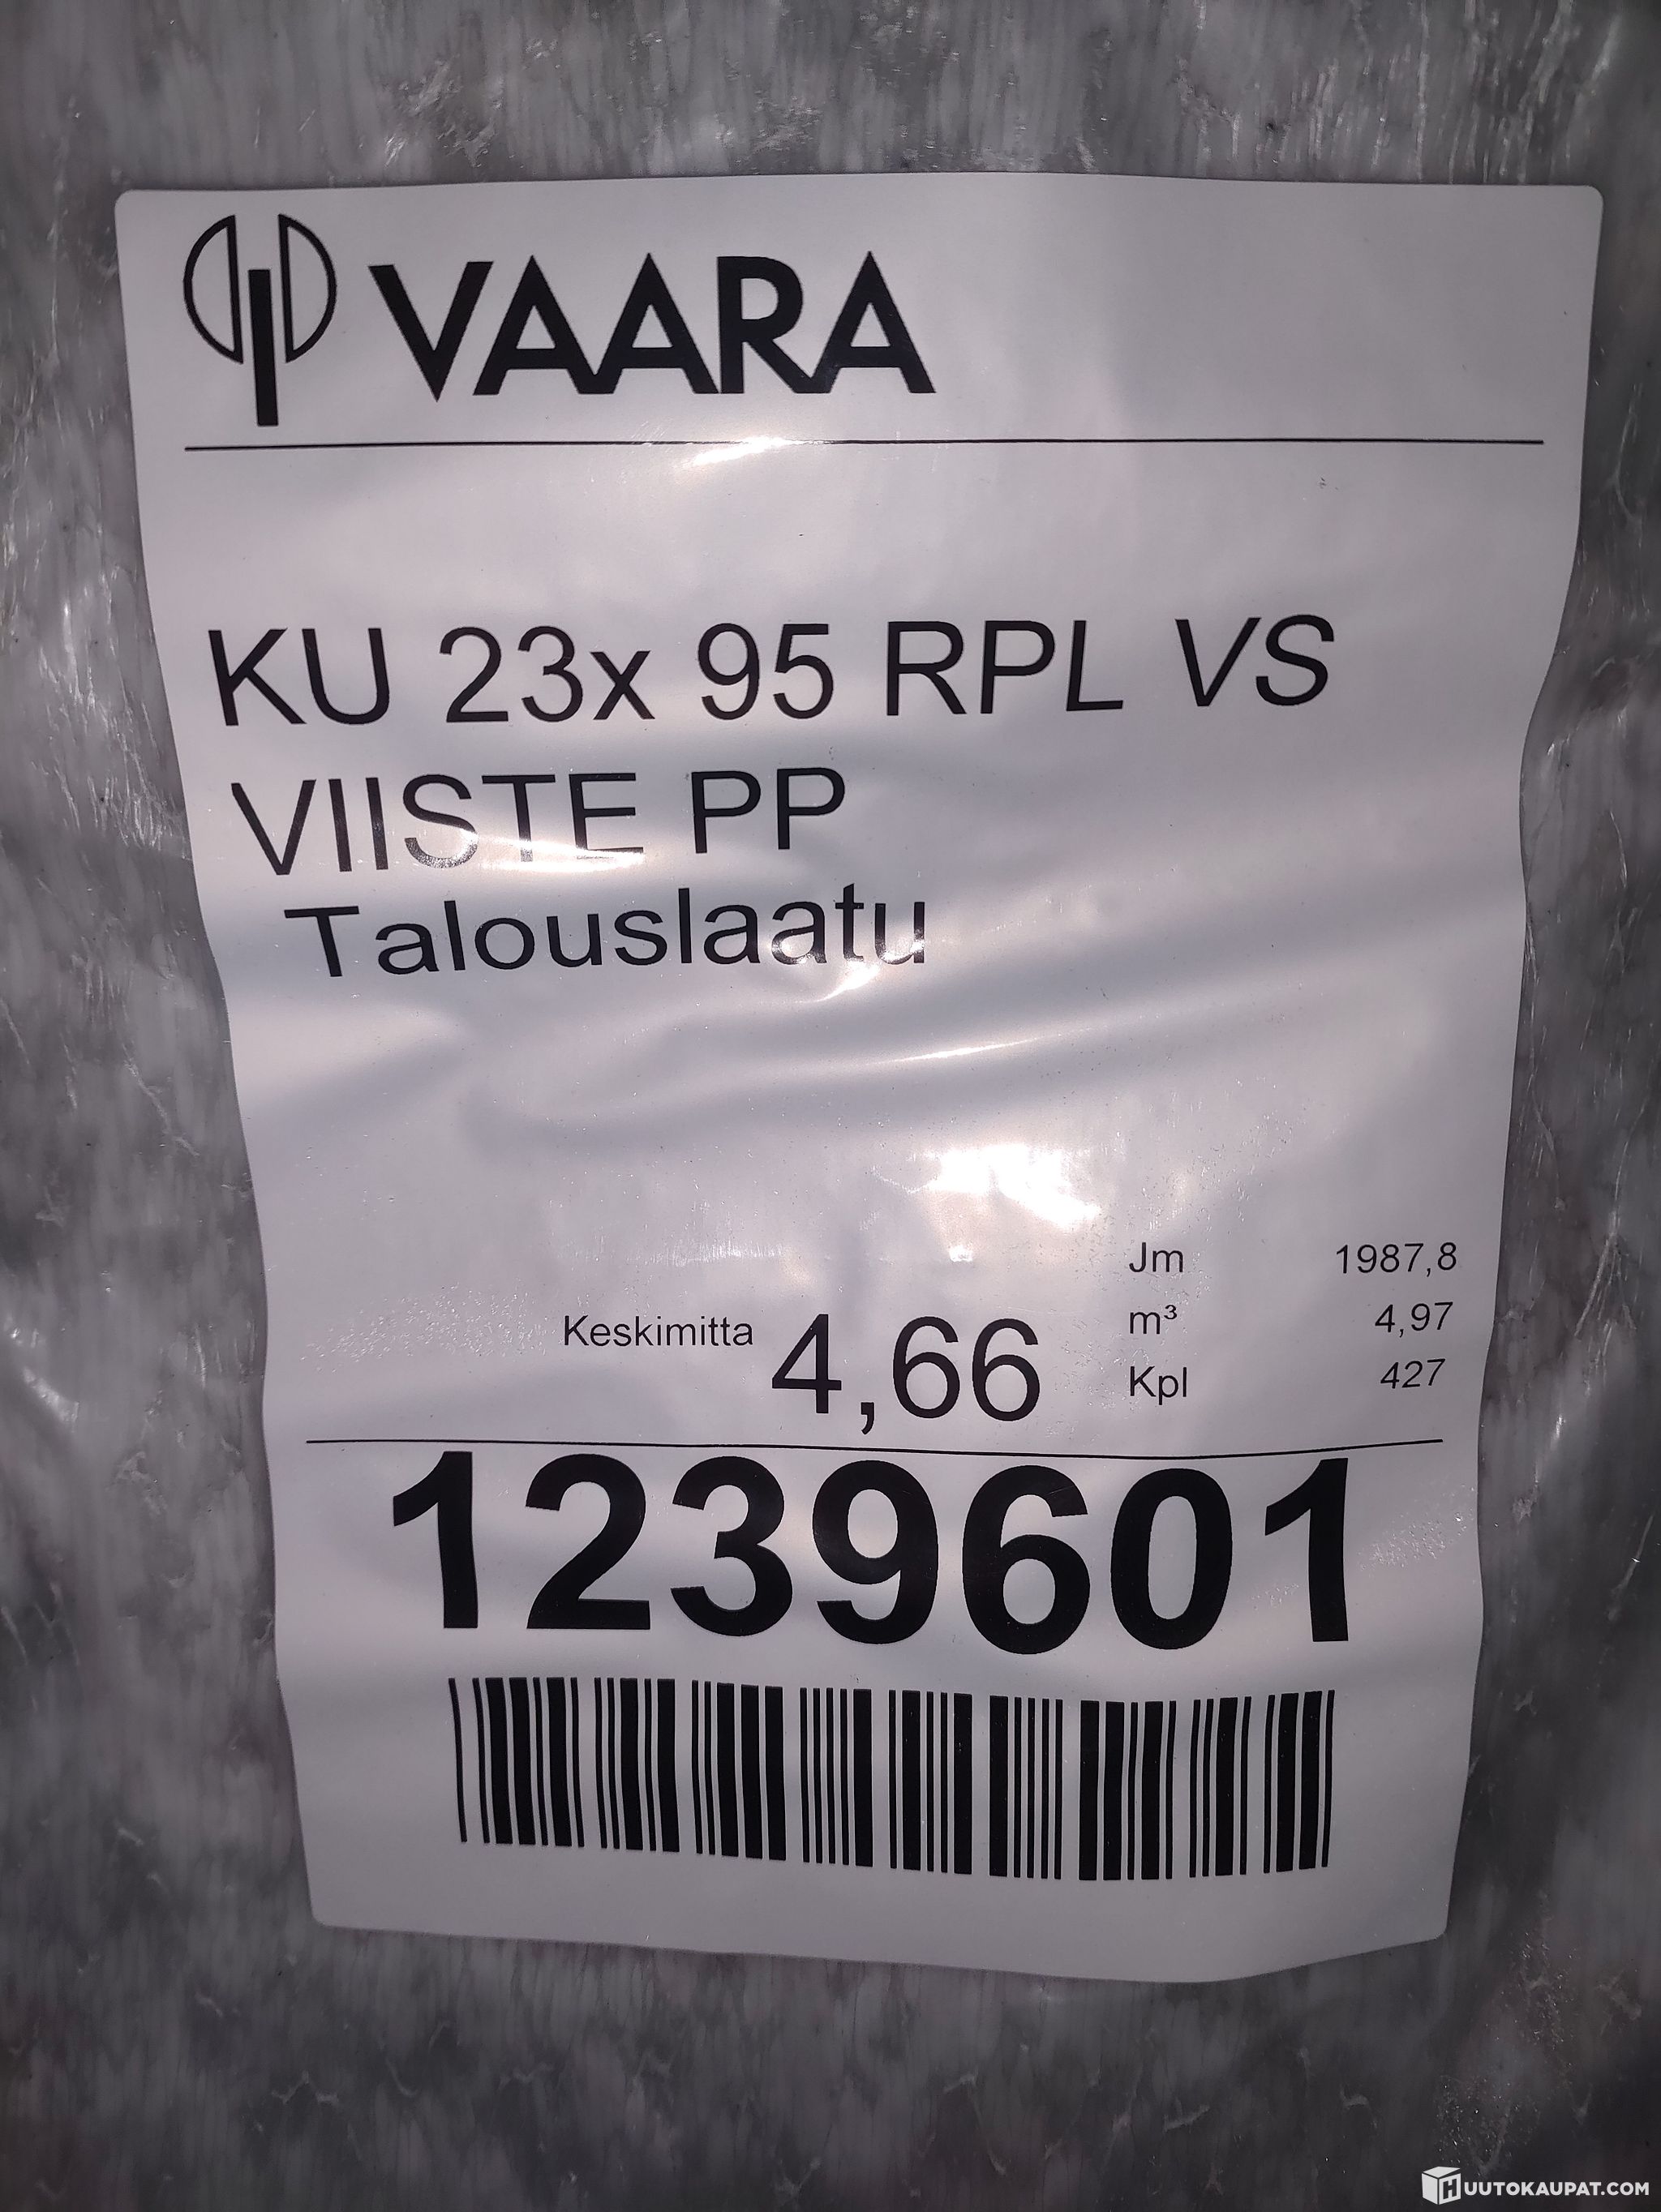 VAARA
KU 23x 95 RPL VS
VIISTE PP
Talouslaatu
Jm 1987,8
m³ 4,97
Keskimitta 4,66
Kpl 427
1239601
HUUTOKAUPAT.COM